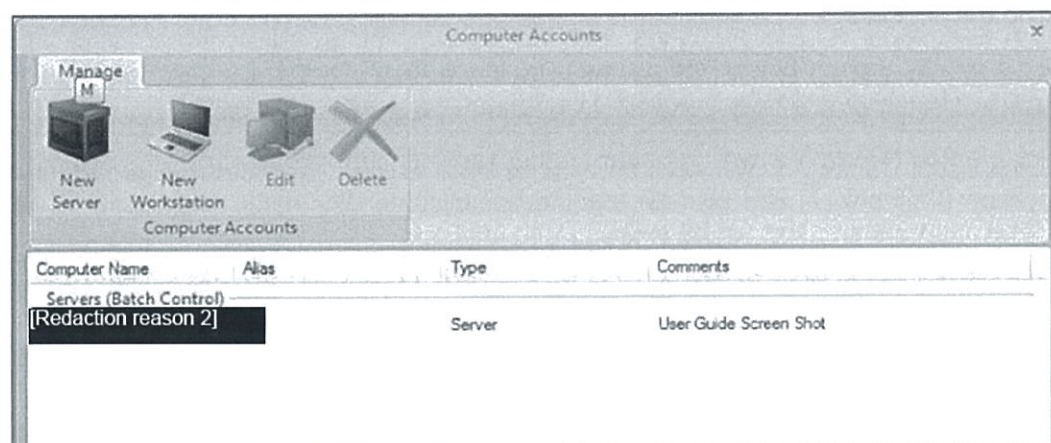 Computer Accounts
Manage
M
New Server
New Workstation
Edit
Delete
Computer Accounts
Computer Name Alias Type Comments
Servers (Batch Control)
[Redaction reason 2] Server User Guide Screen Shot